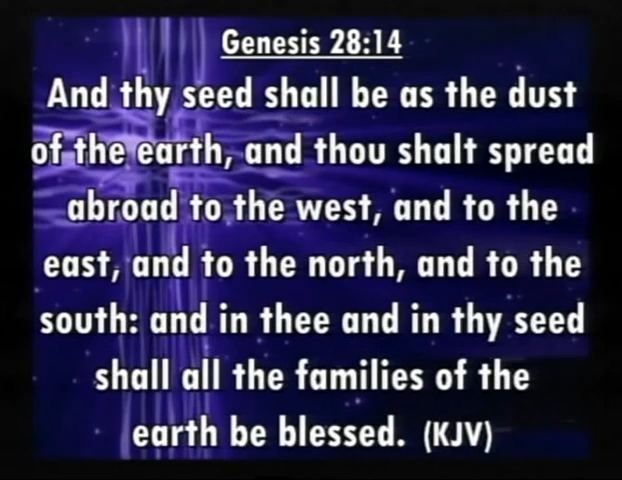 Genesis 28:14
And thy seed shall be as the dust
of the earth, and thou shalt spread
abroad to the west, and to the
east, and to the north, and to the
south: and in thee and in thy seed
shall all the families of the
earth be blessed. (KJV)